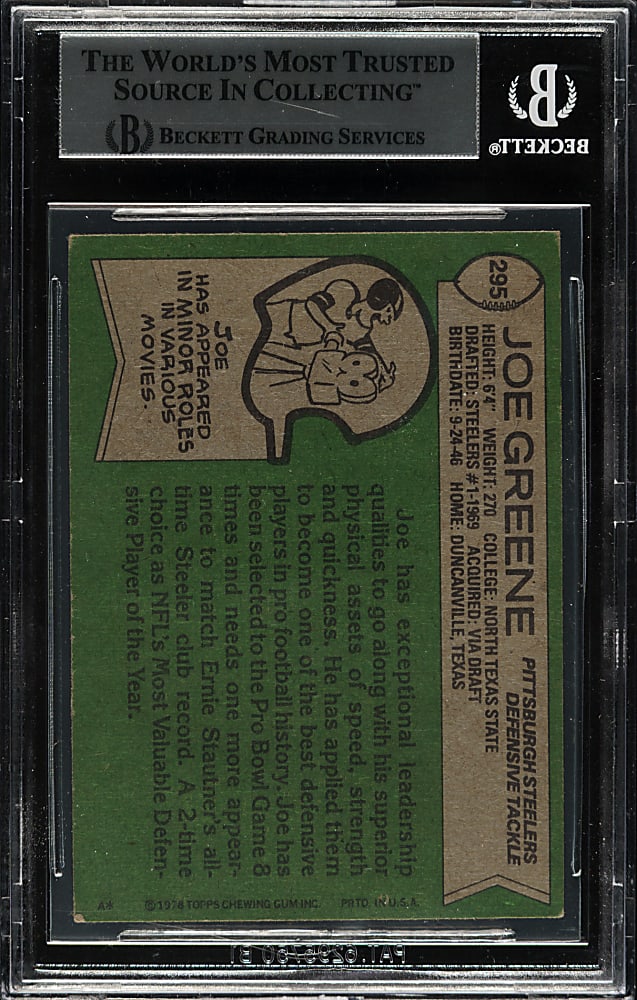 THE WORLD'S MOST TRUSTED
SOURCE IN COLLECTING™
BECKETT GRADING SERVICES
B
B
BECKETT®
295
JOE GREENE
PITTSBURGH STEELERS
DEFENSIVE TACKLE
HEIGHT: 6'4" WEIGHT: 270 COLLEGE: NORTH TEXAS STATE
DRAFTED: STEELERS #1-1969 ACQUIRED: VIA DRAFT
BIRTHDATE: 9-24-46 HOME: DUNCANVILLE, TEXAS
JOE
HAS APPEARED
IN MINOR ROLES
IN VARIOUS
MOVIES.
Joe has exceptional leadership
qualities to go along with his superior
physical assets of speed, strength
and quickness. He has applied them
to become one of the best defensive
players in pro football history. Joe has
been selected to the Pro Bowl Game 8
times and needs one more appear-
ance to match Ernie Stautner's all-
time Steeler club record. A 2-time
choice as NFL's Most Valuable Defen-
sive Player of the Year.
A* © 1978 TOPPS CHEWING GUM INC. PRTD. IN U.S.A.